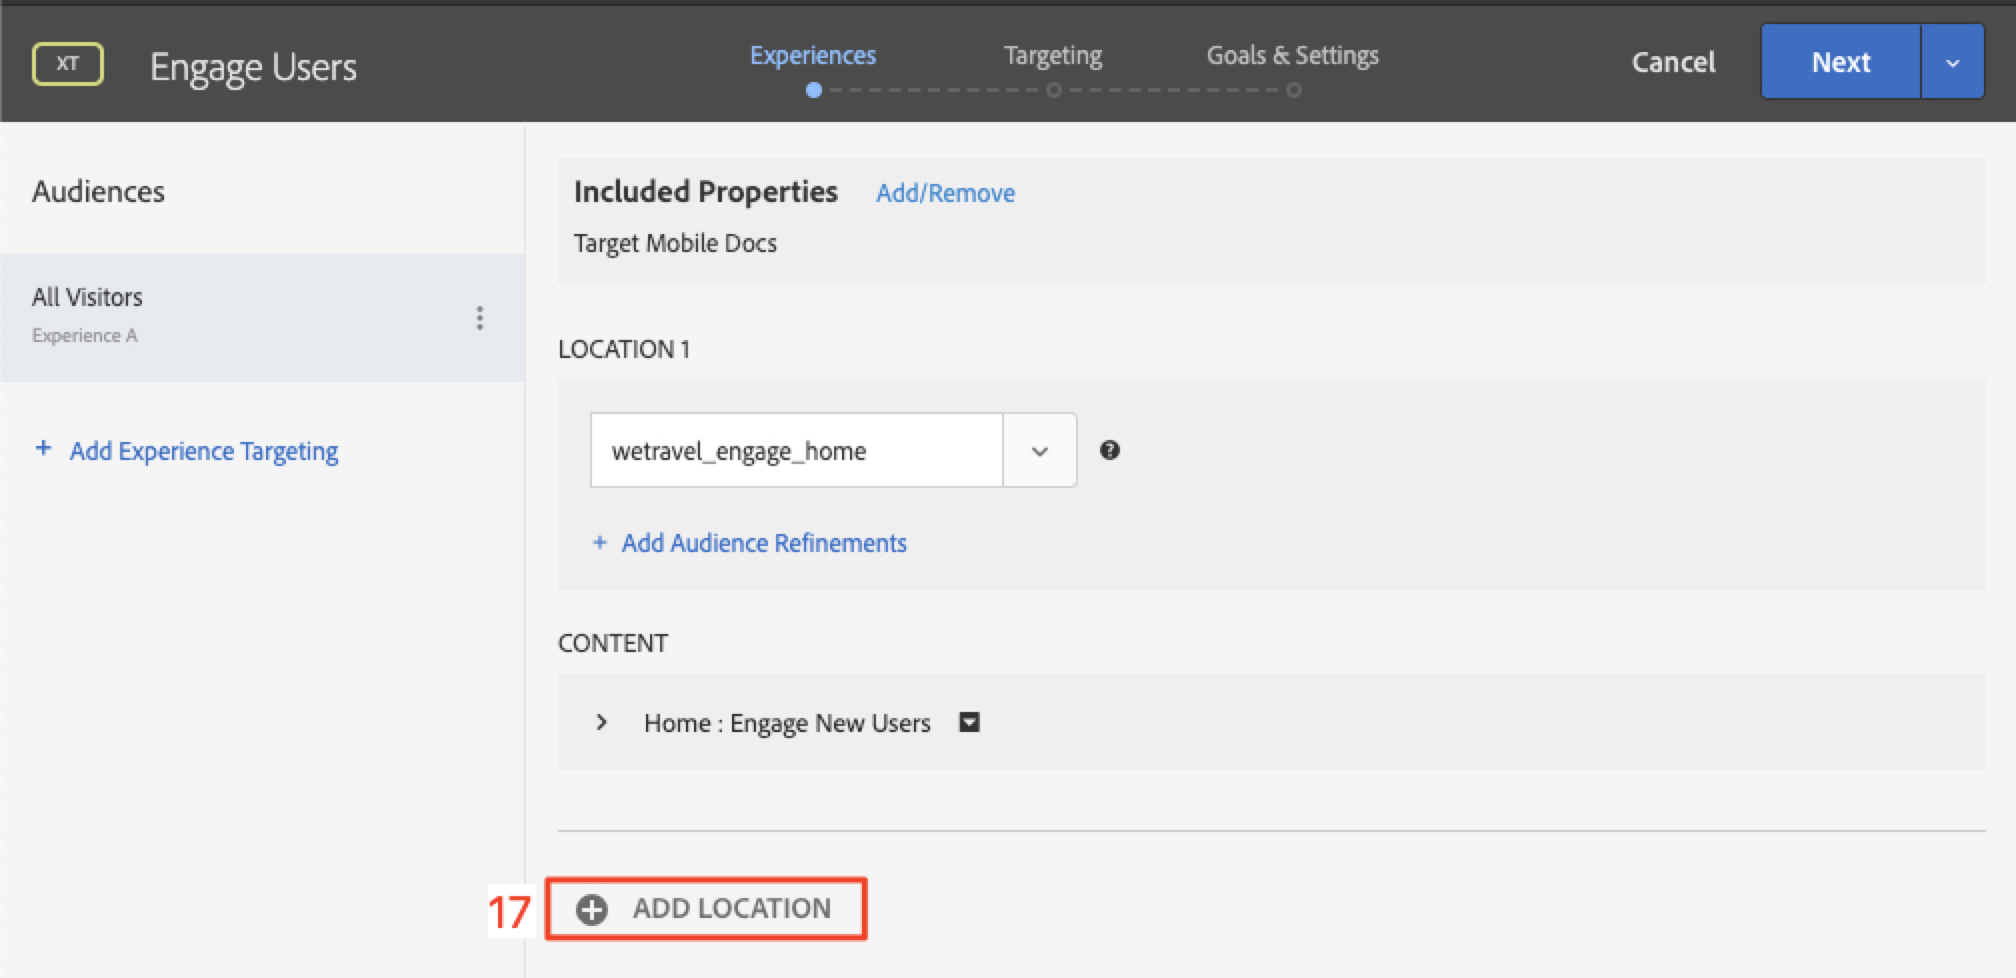 XT
Engage Users
Experiences
Targeting
Goals & Settings
Cancel
Next
Audiences
All Visitors
Experience A
+ Add Experience Targeting
Included Properties Add/Remove
Target Mobile Docs
LOCATION 1
wetravel_engage_home
+ Add Audience Refinements
CONTENT
Home : Engage New Users
17
ADD LOCATION